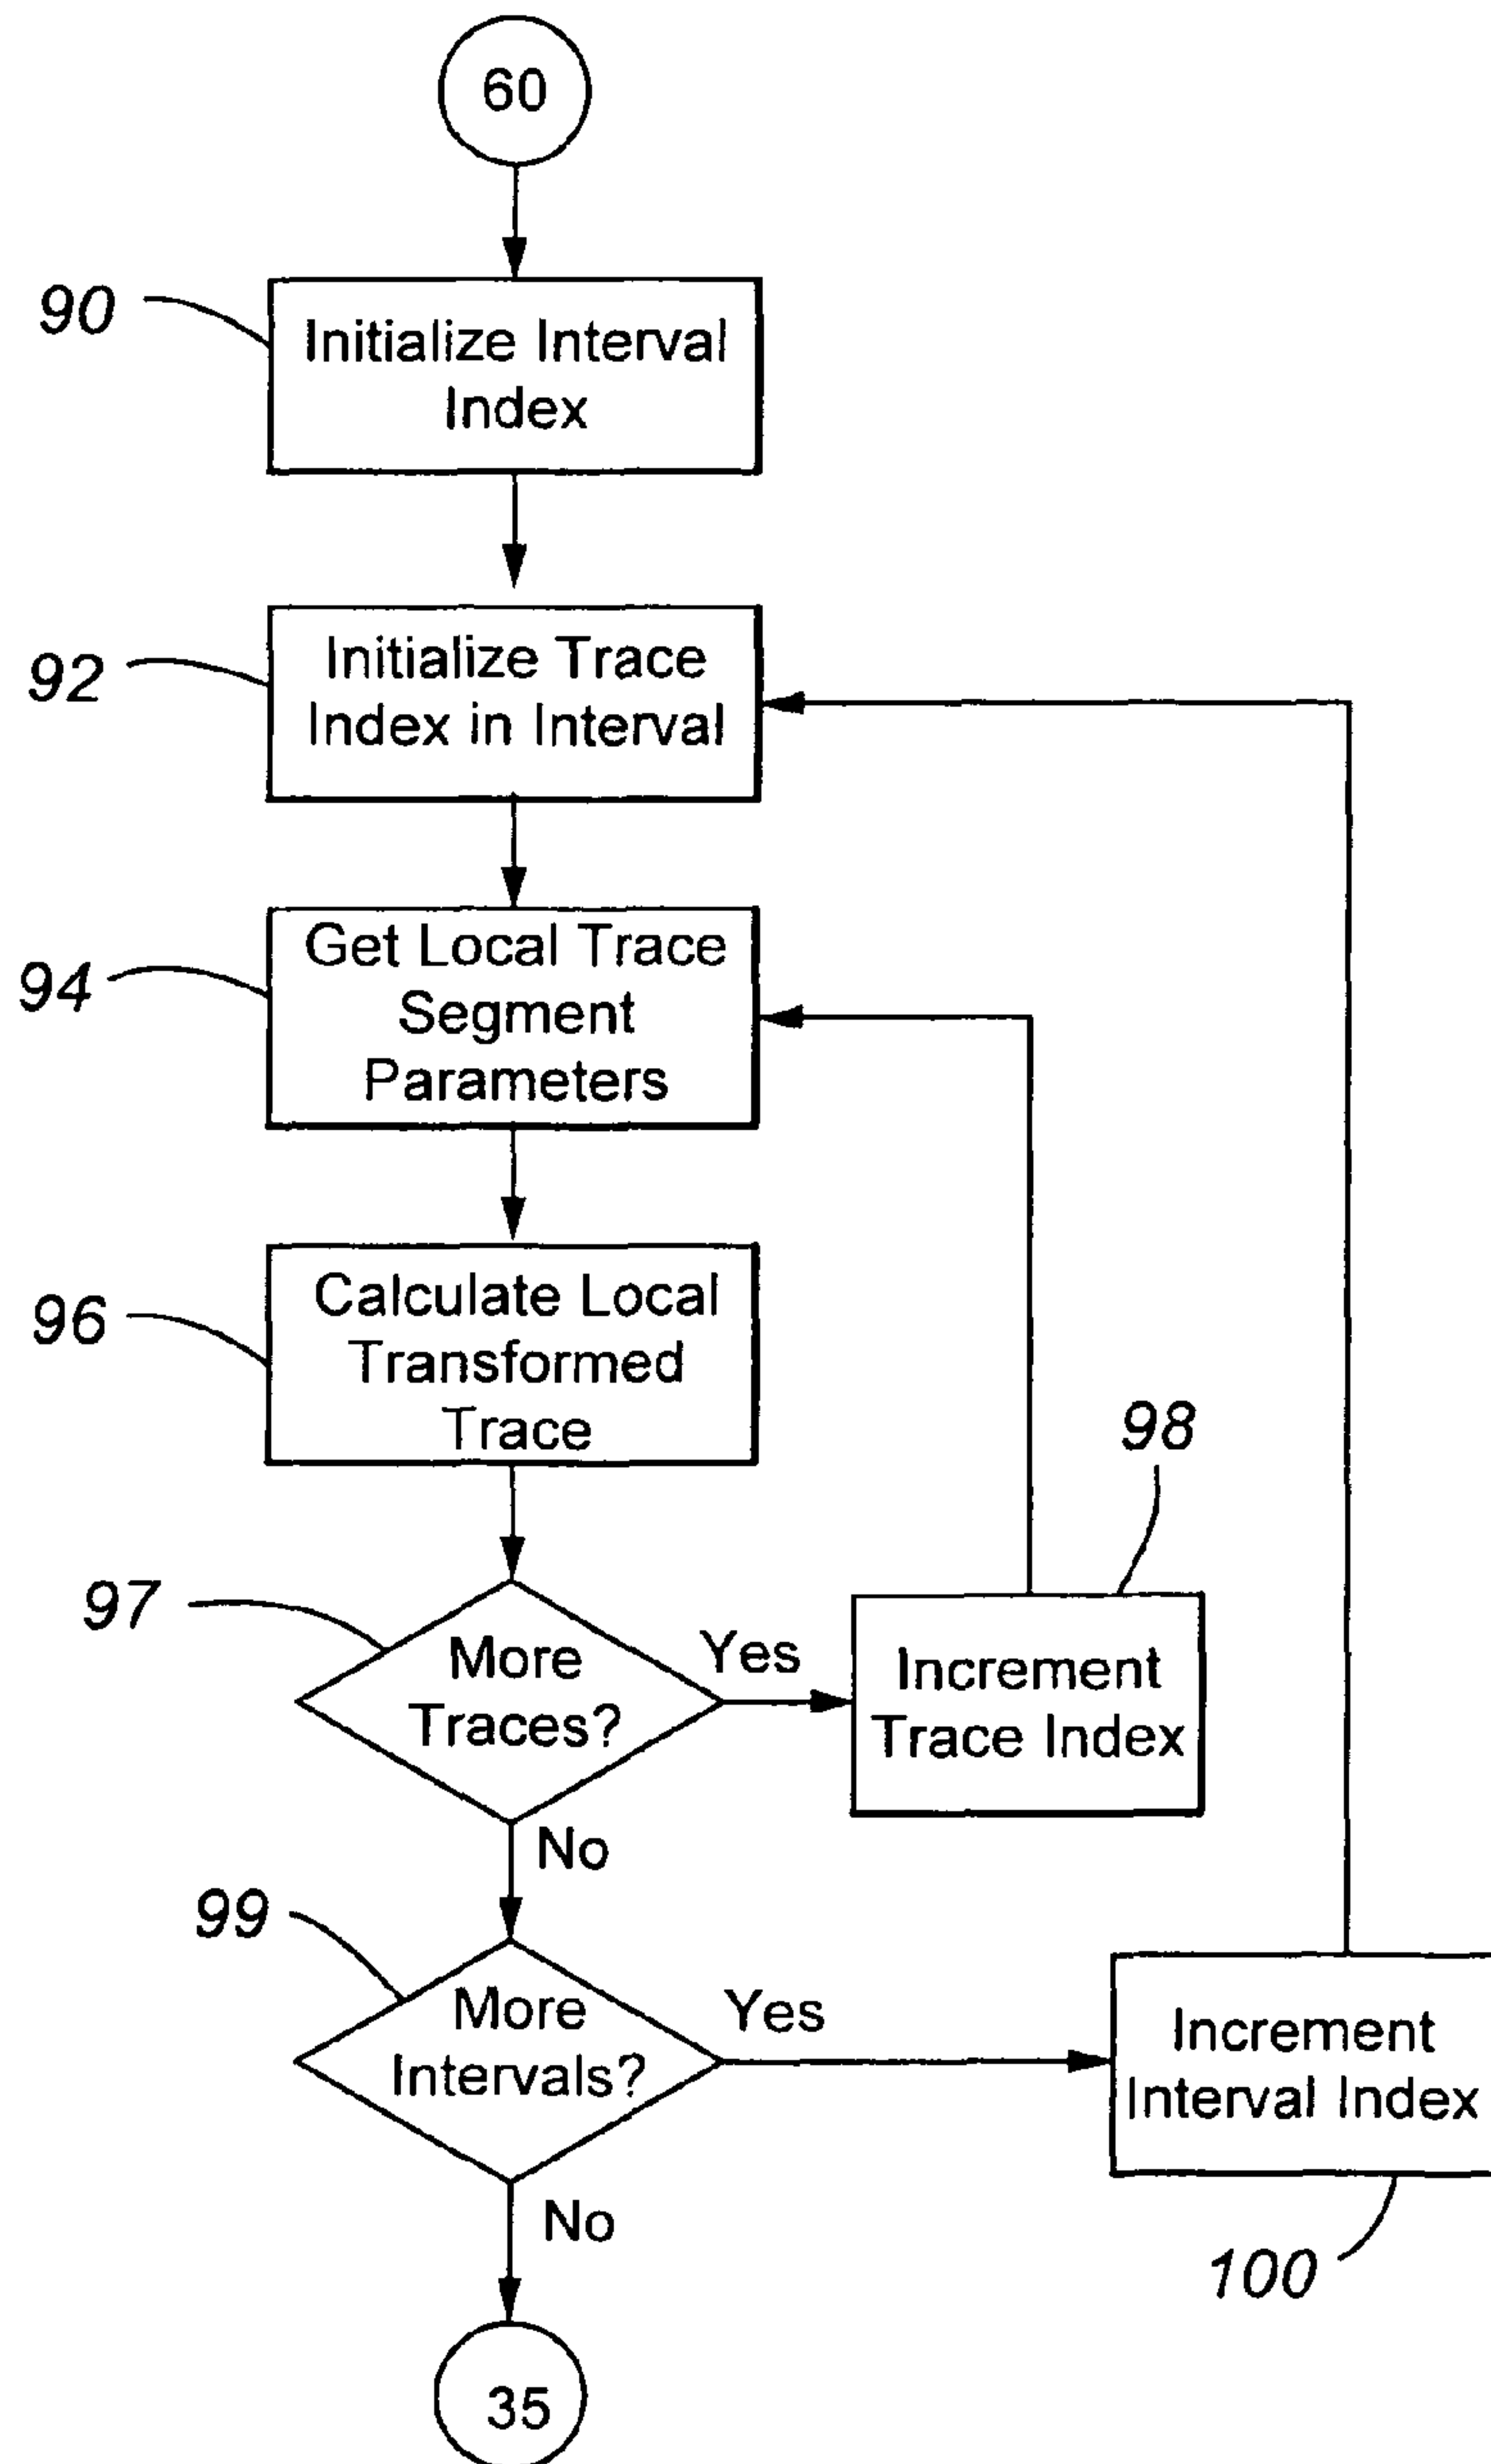 60
90
Initialize Interval
Index
92
Initialize Trace
Index in Interval
94
Get Local Trace
Segment
Parameters
96
Calculate Local
Transformed
Trace
98
97
More
Traces?
Yes
Increment
Trace Index
No
99
More
Intervals?
Yes
Increment
Interval Index
No
100
35